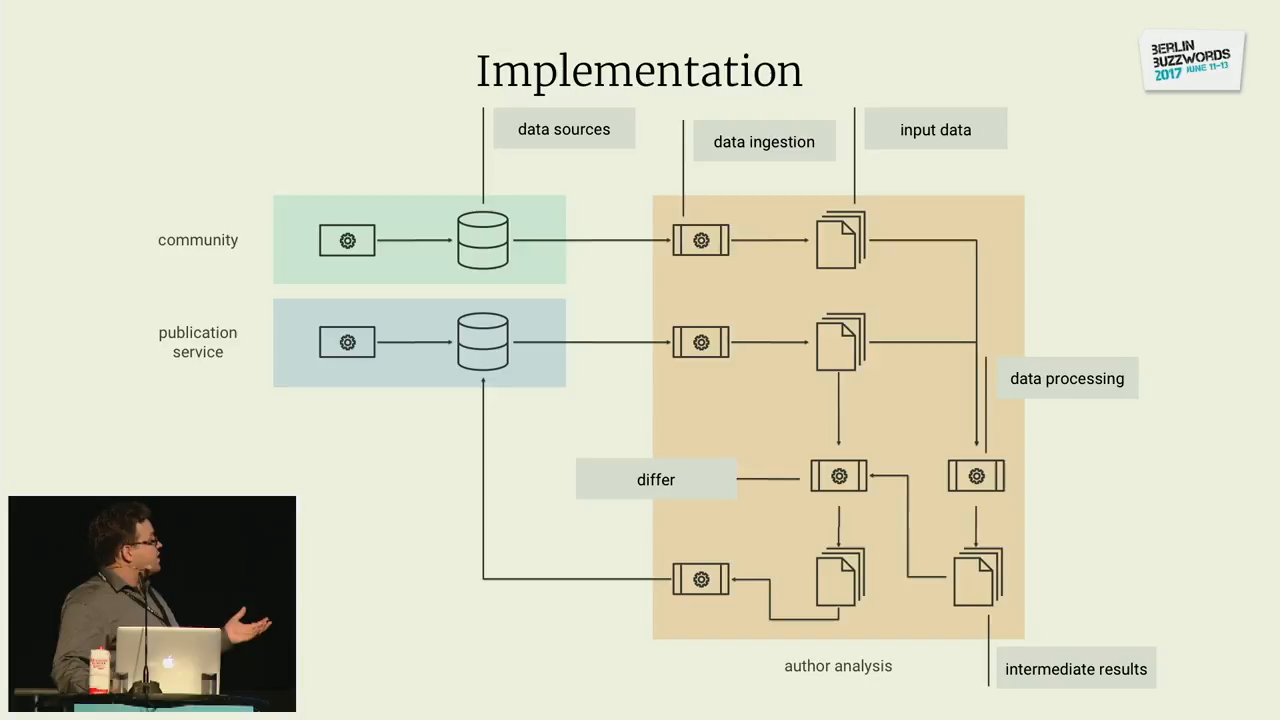 Implementation
BERLIN
BUZZWORDS
2017 JUNE 11-13
data sources
data ingestion
input data
community
publication
service
data processing
differ
author analysis
intermediate results